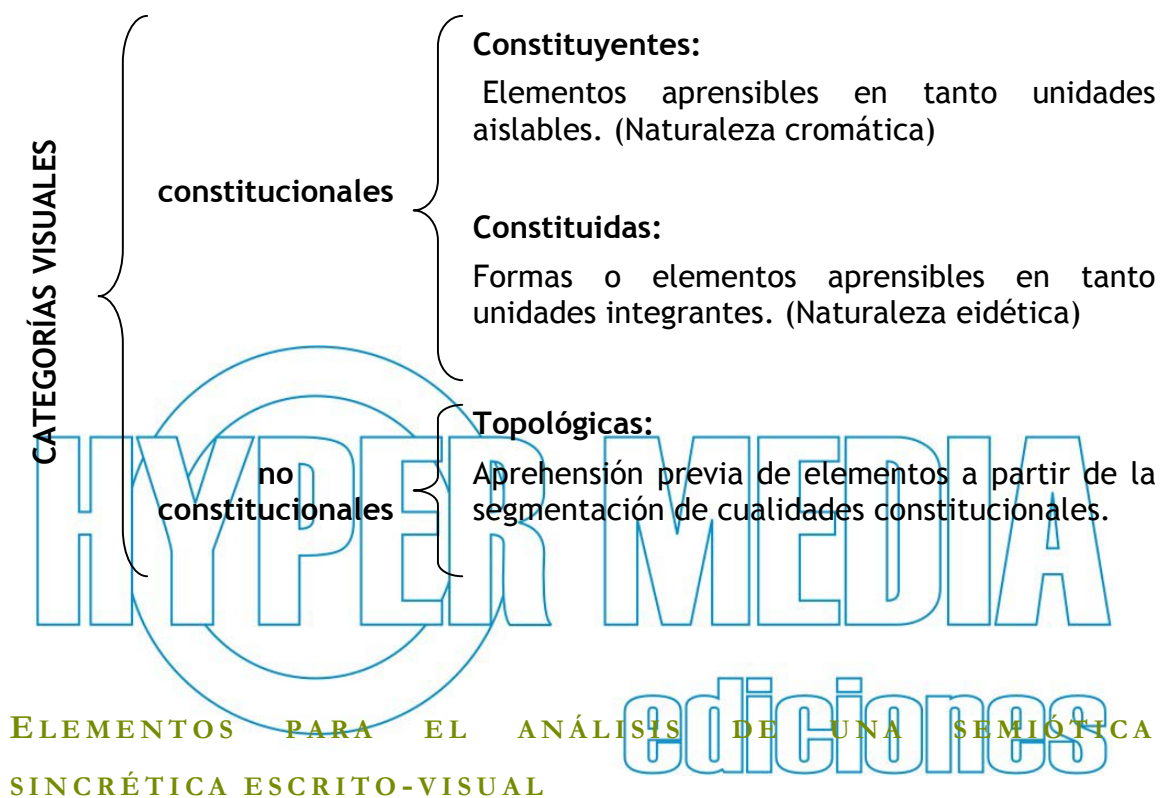 CATEGORÍAS VISUALES
constitucionales
Constituyentes:
Elementos aprensibles en tanto unidades
aislables. (Naturaleza cromática)
Constituidas:
Formas o elementos aprensibles en tanto
unidades integrantes. (Naturaleza eidética)
no
constitucionales
Topológicas:
Aprehensión previa de elementos a partir de la
segmentación de cualidades constitucionales.
HYPER MEDIA
ediciones
ELEMENTOS PARA EL ANÁLISIS DE UNA SEMIÓTICA
SINCRÉTICA ESCRITO-VISUAL